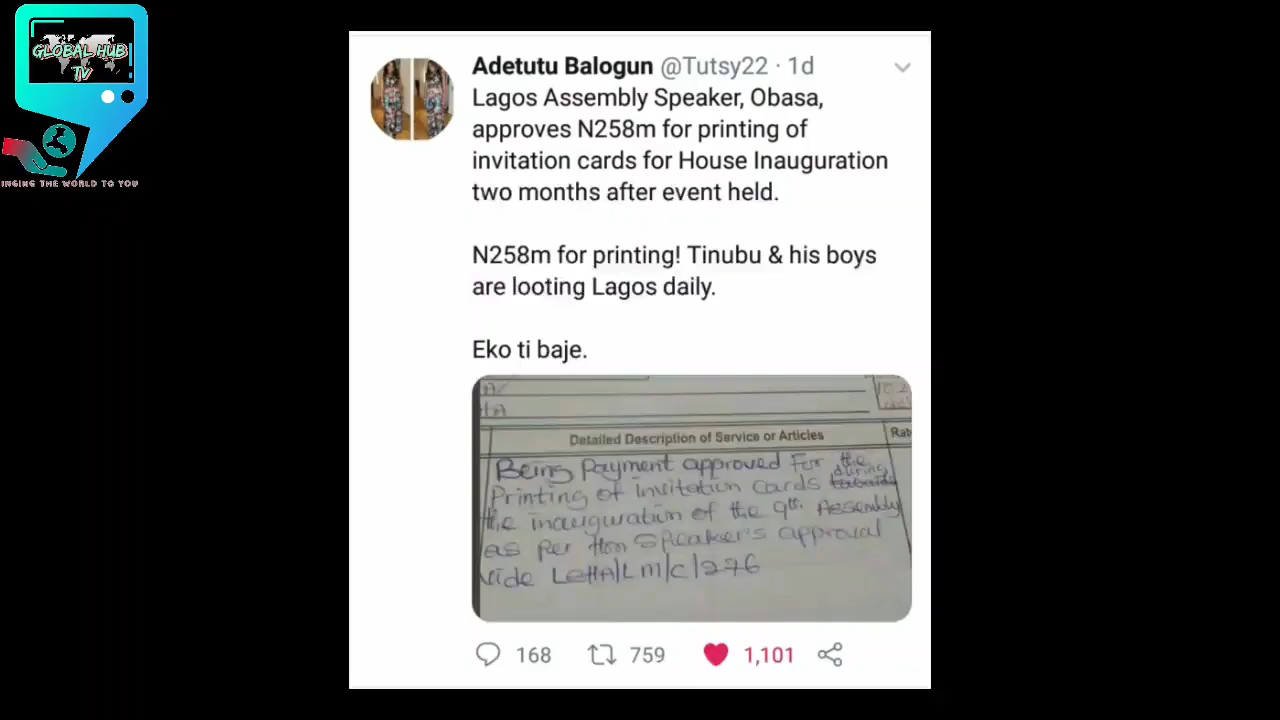 GLOBAL HUB
TV
INGING THE WORLD TO YOU
Adetutu Balogun @Tutsy22 · 1d
Lagos Assembly Speaker, Obasa,
approves N258m for printing of
invitation cards for House Inauguration
two months after event held.
N258m for printing! Tinubu & his boys
are looting Lagos daily.
Eko ti baje.
Detailed Description of Service or Articles
Rat
Being Payment approved For the
during
Printing of invitation cards
the inauguration of the 9th Assembly
as per Hon Speaker's approval
vide LSHA/LM/C/276
168 759 1,101